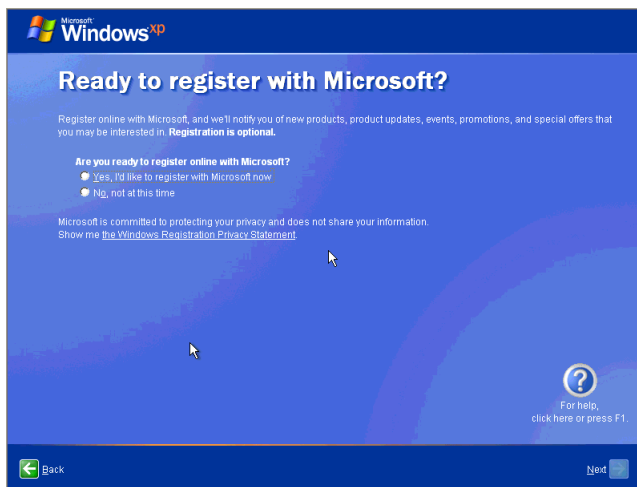 Microsoft
Windows xp
Ready to register with Microsoft?
Register online with Microsoft, and we'll notify you of new products, product updates, events, promotions, and special offers that
you may be interested in. Registration is optional.
Are you ready to register online with Microsoft?
Yes, I'd like to register with Microsoft now
No, not at this time
Microsoft is committed to protecting your privacy and does not share your information.
Show me the Windows Registration Privacy Statement.
?
For help,
click here or press F1.
Back
Next